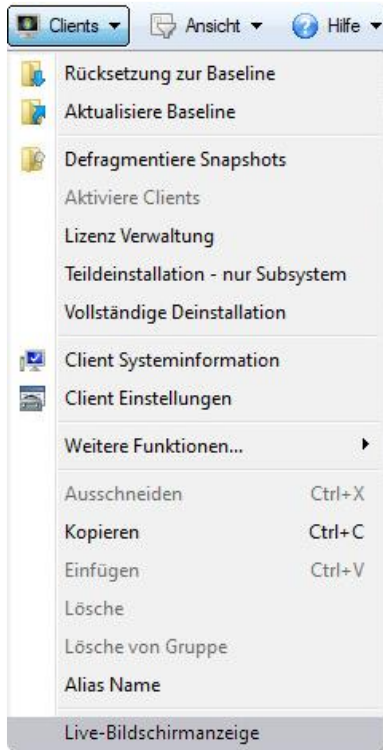 Clients Ansicht Hilfe
Rücksetzung zur Baseline
Aktualisiere Baseline
Defragmentiere Snapshots
Aktiviere Clients
Lizenz Verwaltung
Teildeinstallation - nur Subsystem
Vollständige Deinstallation
Client Systeminformation
Client Einstellungen
Weitere Funktionen...
Ausschneiden Ctrl+X
Kopieren Ctrl+C
Einfügen Ctrl+V
Lösche
Lösche von Gruppe
Alias Name
Live-Bildschirmanzeige